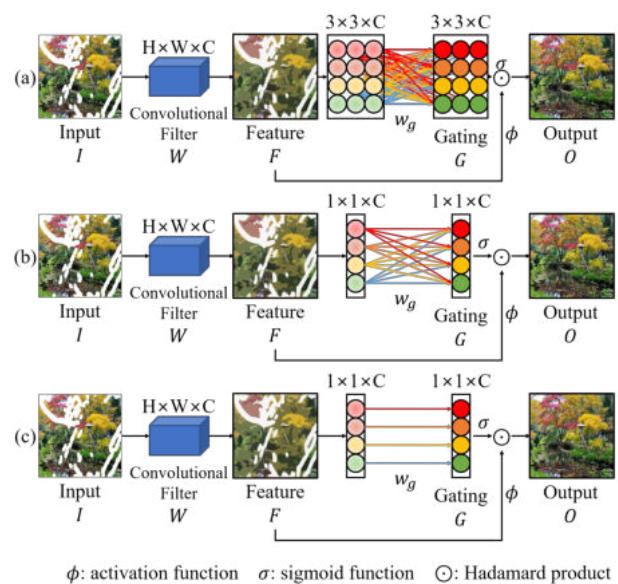 3×3×C 3×3×C
H×W×C
(a) σ
Input Convolutional Filter Feature w_g Gating ϕ Output
I W F G O
1×1×C 1×1×C
H×W×C
(b) σ
Input Convolutional Filter Feature w_g Gating ϕ Output
I W F G O
1×1×C 1×1×C
H×W×C
(c) σ
Input Convolutional Filter Feature w_g Gating ϕ Output
I W F G O
ϕ: activation function σ: sigmoid function ⊙: Hadamard product